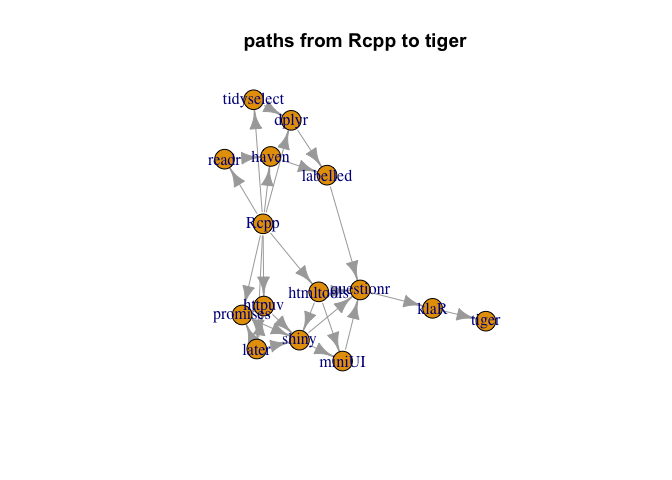 paths from Rcpp to tiger
tidyselect
dplyr
readr
haven
labelled
Rcpp
htmltools
questionr
httpuv
promises
klaR
tiger
shiny
later
miniUI